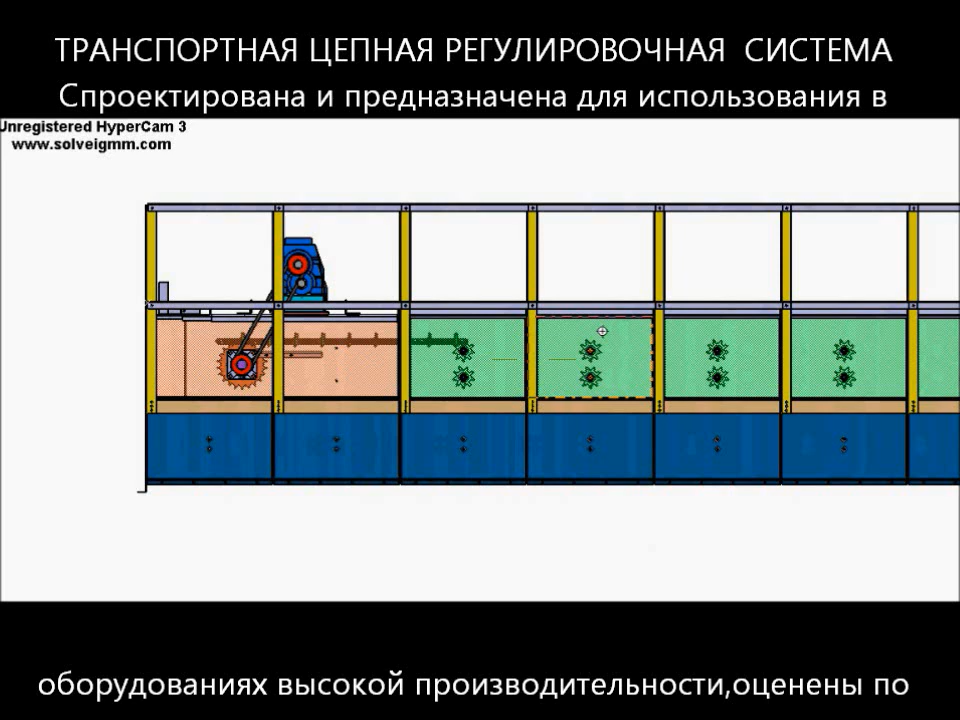 ТРАНСПОРТНАЯ ЦЕПНАЯ РЕГУЛИРОВОЧНАЯ СИСТЕМА
Спроектирована и предназначена для использования в
Unregistered HyperCam 3
www.solveigmm.com
оборудованиях высокой производительности,оценены по